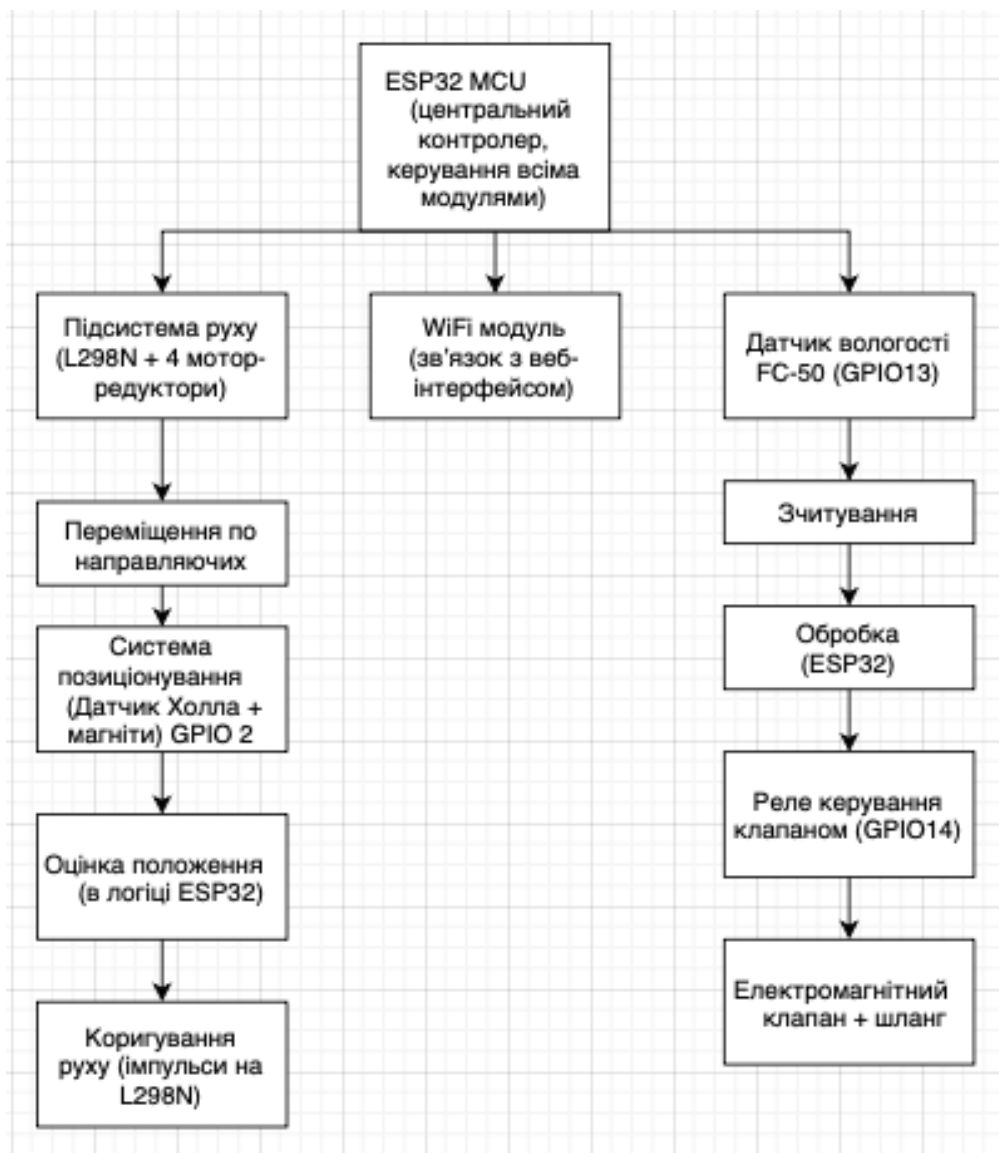 ESP32 MCU
(центральний
контролер,
керування всіма
модулями)
Підсистема руху
(L298N + 4 мотор-
редуктори)
WiFi модуль
(зв'язок з веб-
інтерфейсом)
Датчик вологості
FC-50 (GPIO13)
Переміщення по
направляючих
Зчитування
Система
позиціонування
(Датчик Холла +
магніти) GPIO 2
Обробка
(ESP32)
Оцінка положення
(в логіці ESP32)
Реле керування
клапаном (GPIO14)
Коригування
руху (імпульси на
L298N)
Електромагнітний
клапан + шланг